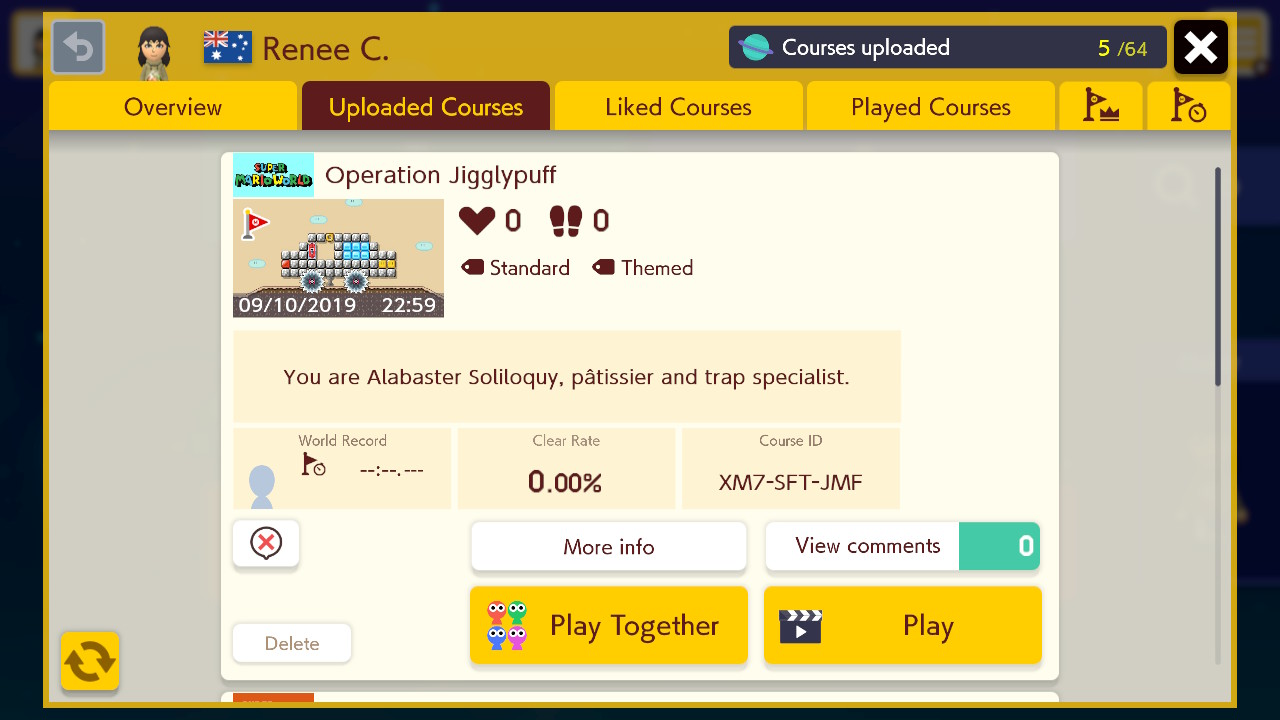 Renee C.
Courses uploaded 5 /64
Overview
Uploaded Courses
Liked Courses
Played Courses
SUPER
MARIO WORLD
Operation Jigglypuff
0 0
Standard Themed
09/10/2019 22:59
You are Alabaster Soliloquy, pâtissier and trap specialist.
World Record
--:--.---
Clear Rate
0.00%
Course ID
XM7-SFT-JMF
More info
View comments 0
Delete
Play Together
Play